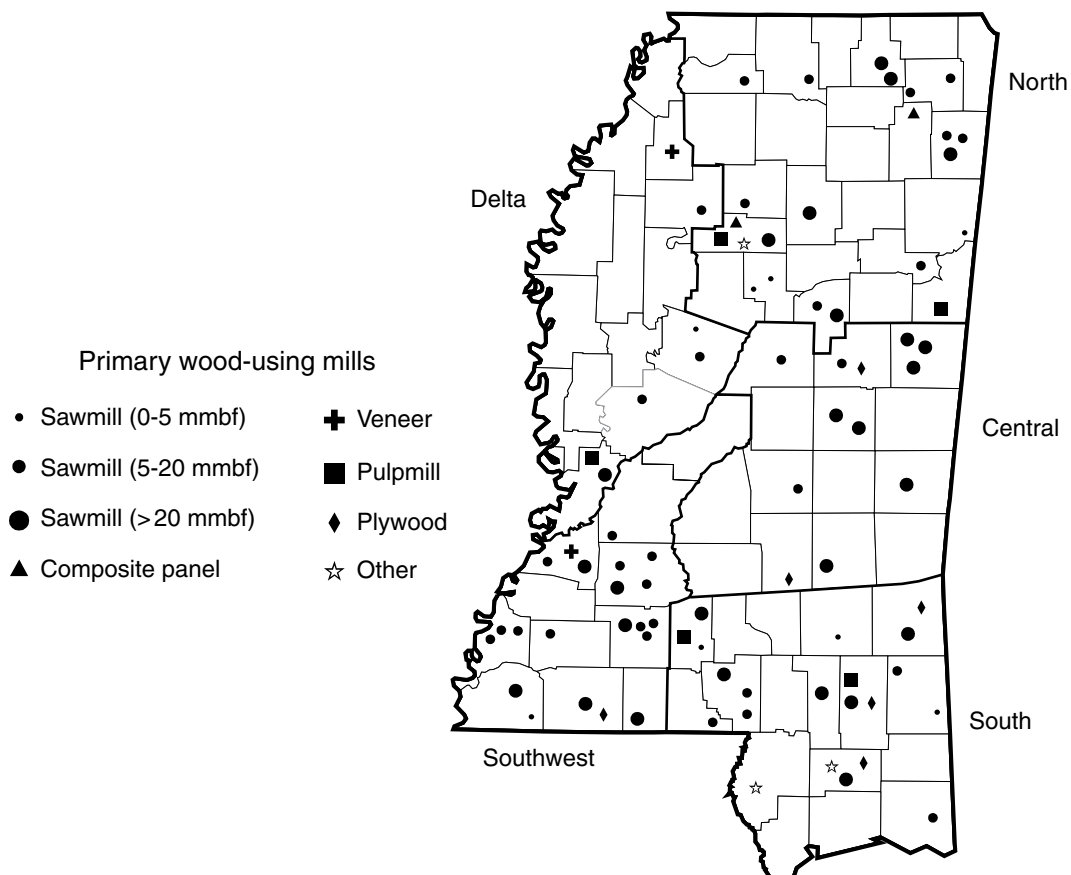 North
Delta
Primary wood-using mills
Sawmill (0-5 mmbf)
Veneer
Sawmill (5-20 mmbf)
Pulpmill
Sawmill (>20 mmbf)
Plywood
Composite panel
Other
Central
South
Southwest